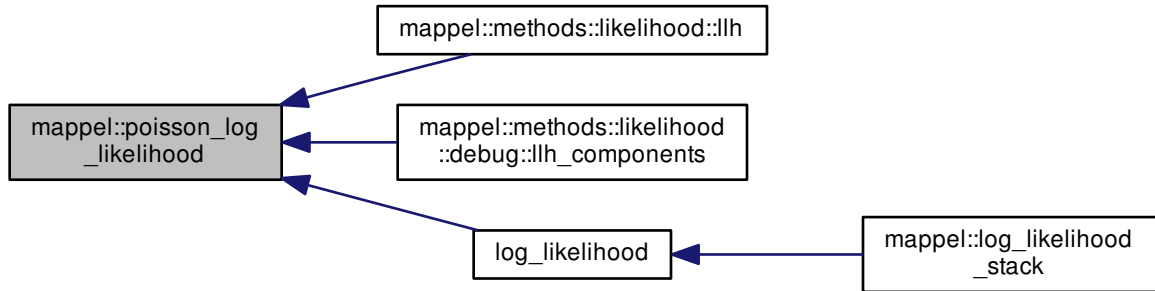 mappel::methods::likelihood::llh
mappel::poisson_log
_likelihood
mappel::methods::likelihood
::debug::llh_components
log_likelihood
mappel::log_likelihood
_stack